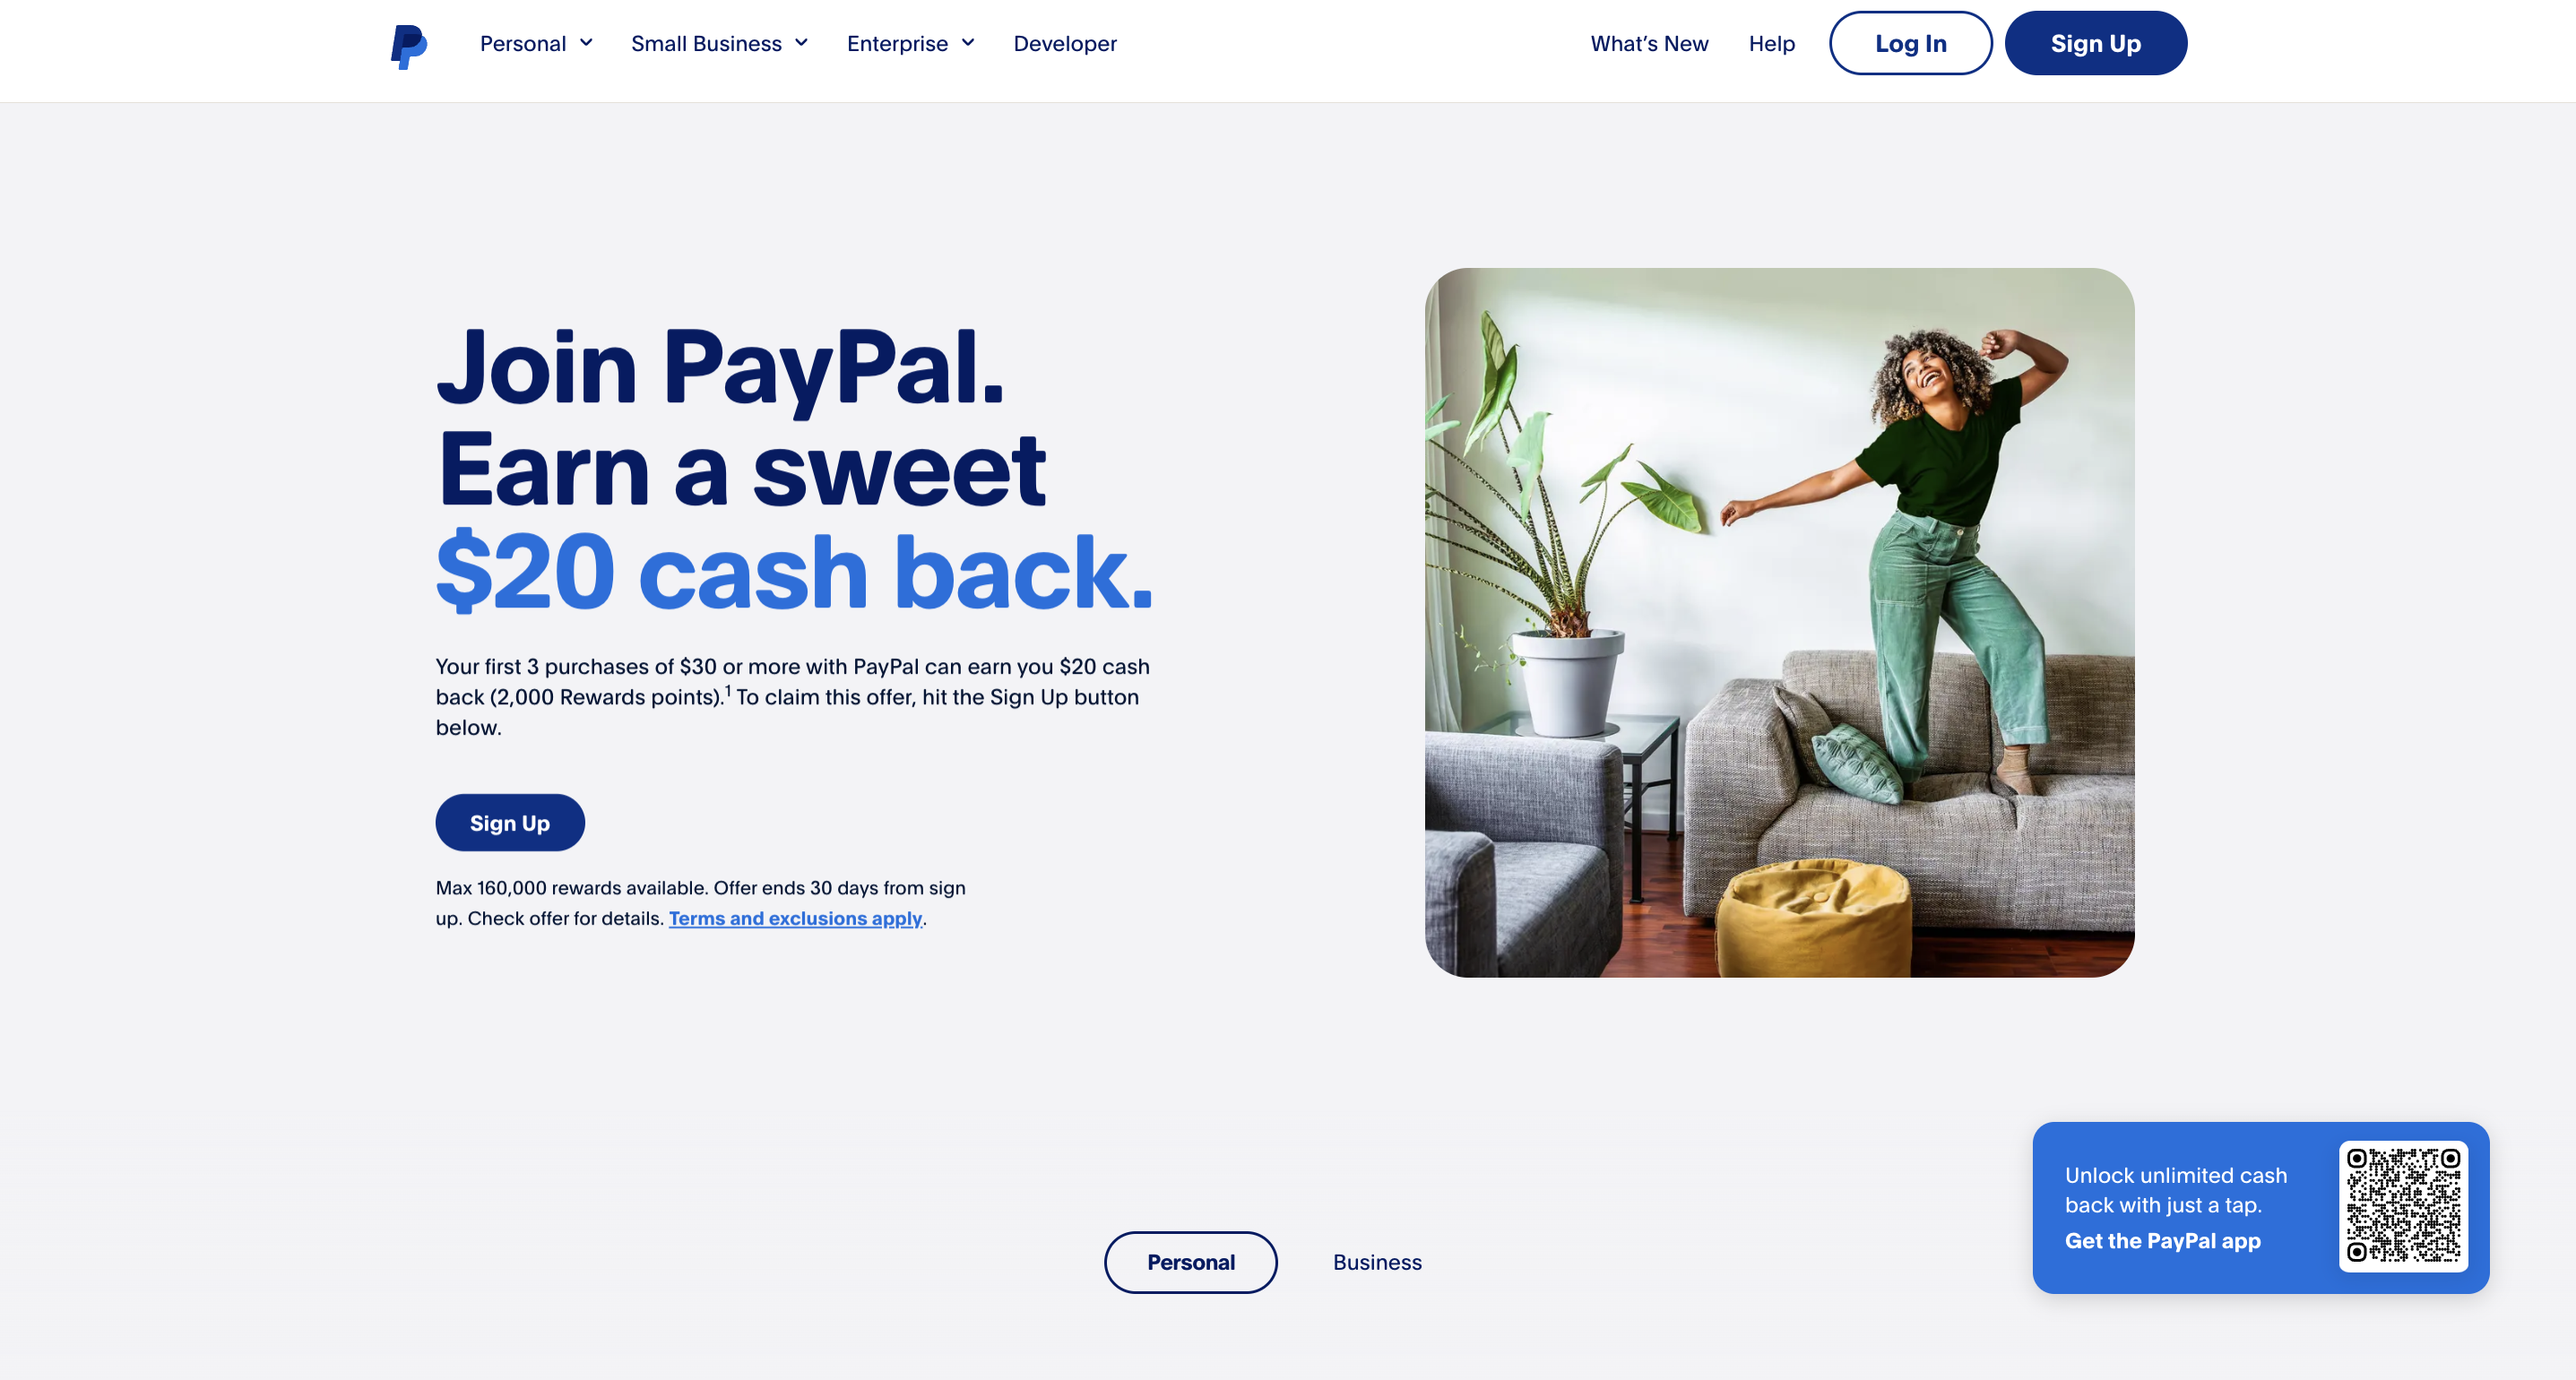 Personal
Small Business
Enterprise
Developer
What's New
Help
Log In
Sign Up
Join PayPal.
Earn a sweet
$20 cash back.
Your first 3 purchases of $30 or more with PayPal can earn you $20 cash
back (2,000 Rewards points).¹ To claim this offer, hit the Sign Up button
below.
Sign Up
Max 160,000 rewards available. Offer ends 30 days from sign
up. Check offer for details. Terms and exclusions apply.
Unlock unlimited cash
back with just a tap.
Get the PayPal app
Personal
Business